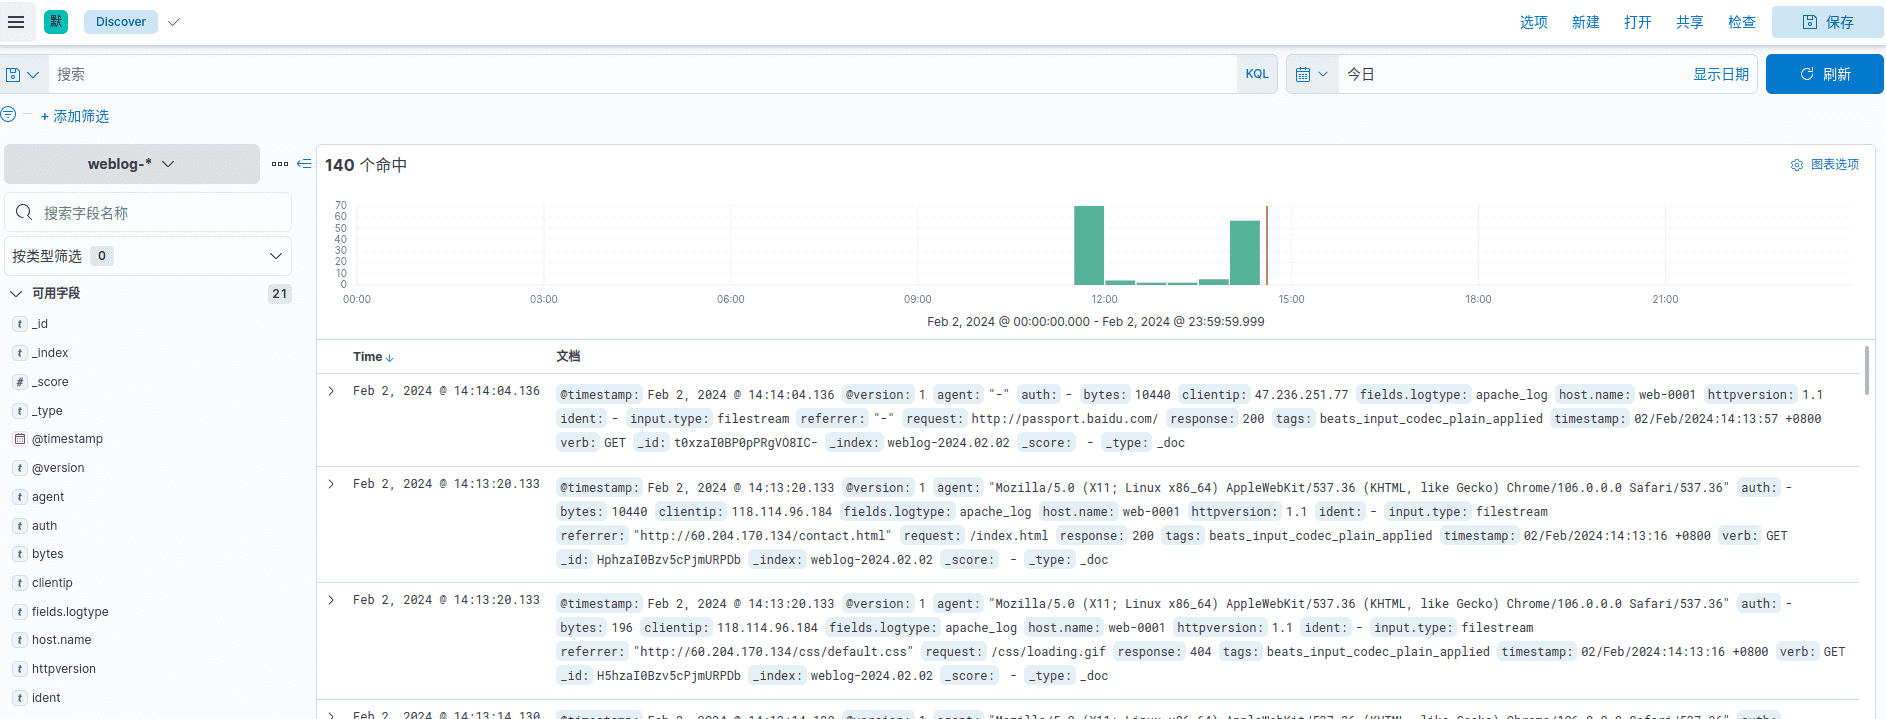 默 Discover 选项 新建 打开 共享 检查 保存
搜索 KQL 今日 显示日期 刷新
+ 添加筛选
weblog-*
搜索字段名称
按类型筛选 0
可用字段 21
t _id
t _index
# _score
t _type
@timestamp
t @version
t agent
t auth
t bytes
t clientip
t fields.logtype
t host.name
t httpversion
t ident
140 个命中 图表选项
70
60
50
40
30
20
10
0
00:00 03:00 06:00 09:00 12:00 15:00 18:00 21:00
Feb 2, 2024 @ 00:00:00.000 - Feb 2, 2024 @ 23:59:59.999
Time 文档
Feb 2, 2024 @ 14:14:04.136 @timestamp: Feb 2, 2024 @ 14:14:04.136 @version: 1 agent: "-" auth: - bytes: 10440 clientip: 47.236.251.77 fields.logtype: apache_log host.name: web-0001 httpversion: 1.1
ident: - input.type: filestream referrer: "-" request: http://passport.baidu.com/ response: 200 tags: beats_input_codec_plain_applied timestamp: 02/Feb/2024:14:13:57 +0800
verb: GET _id: t0xzaI0BP0pPRgVO8IC- _index: weblog-2024.02.02 _score: - _type: _doc
Feb 2, 2024 @ 14:13:20.133 @timestamp: Feb 2, 2024 @ 14:13:20.133 @version: 1 agent: "Mozilla/5.0 (X11; Linux x86_64) AppleWebKit/537.36 (KHTML, like Gecko) Chrome/106.0.0.0 Safari/537.36" auth: -
bytes: 10440 clientip: 118.114.96.184 fields.logtype: apache_log host.name: web-0001 httpversion: 1.1 ident: - input.type: filestream
referrer: "http://60.204.170.134/contact.html" request: /index.html response: 200 tags: beats_input_codec_plain_applied timestamp: 02/Feb/2024:14:13:16 +0800 verb: GET
_id: HphzaI0Bzv5cPjmURPDb _index: weblog-2024.02.02 _score: - _type: _doc
Feb 2, 2024 @ 14:13:20.133 @timestamp: Feb 2, 2024 @ 14:13:20.133 @version: 1 agent: "Mozilla/5.0 (X11; Linux x86_64) AppleWebKit/537.36 (KHTML, like Gecko) Chrome/106.0.0.0 Safari/537.36" auth: -
bytes: 196 clientip: 118.114.96.184 fields.logtype: apache_log host.name: web-0001 httpversion: 1.1 ident: - input.type: filestream
referrer: "http://60.204.170.134/css/default.css" request: /css/loading.gif response: 404 tags: beats_input_codec_plain_applied timestamp: 02/Feb/2024:14:13:16 +0800 verb: GET
_id: H5hzaI0Bzv5cPjmURPDb _index: weblog-2024.02.02 _score: - _type: _doc
Feb 2, 2024 @ 14:13:14.130